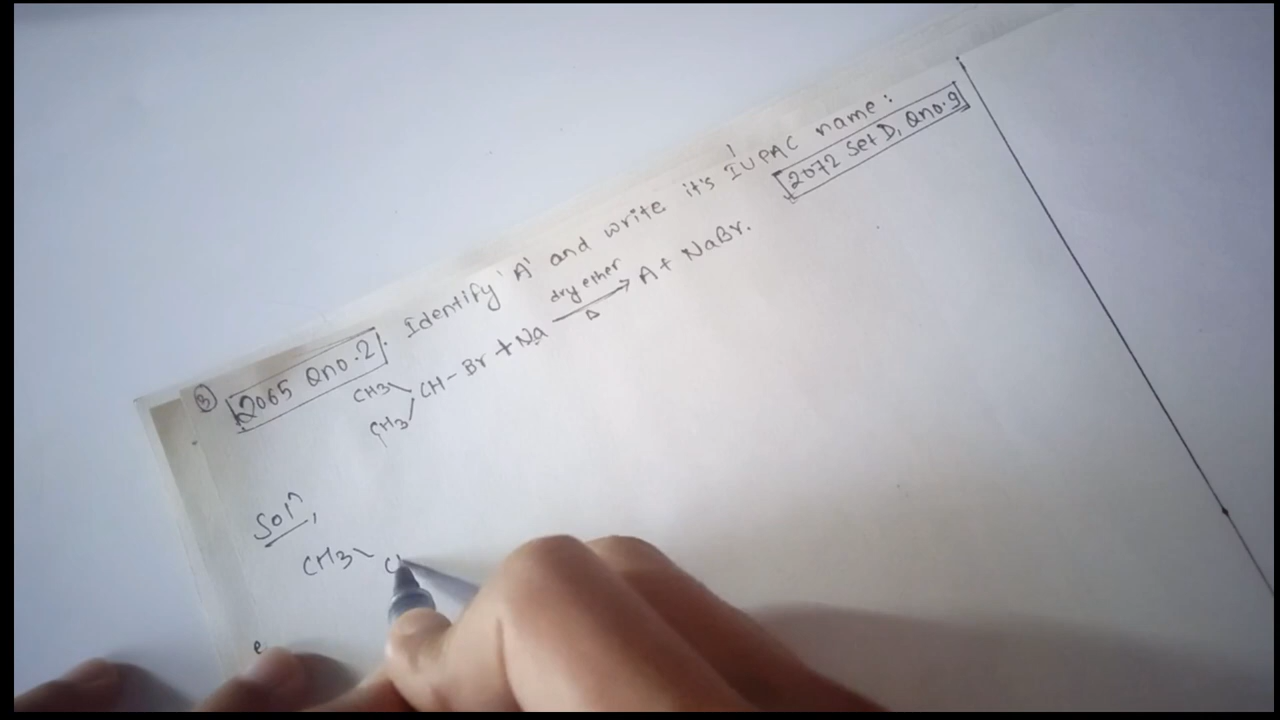 ③ 2065 Qno.2. Identify 'A' and write it's IUPAC name:
2072 Set D, Qno.9
CH3\ CH - Br + Na dry ether → Δ A + NaBr.
CH3/
Solⁿ,
CH3\ C